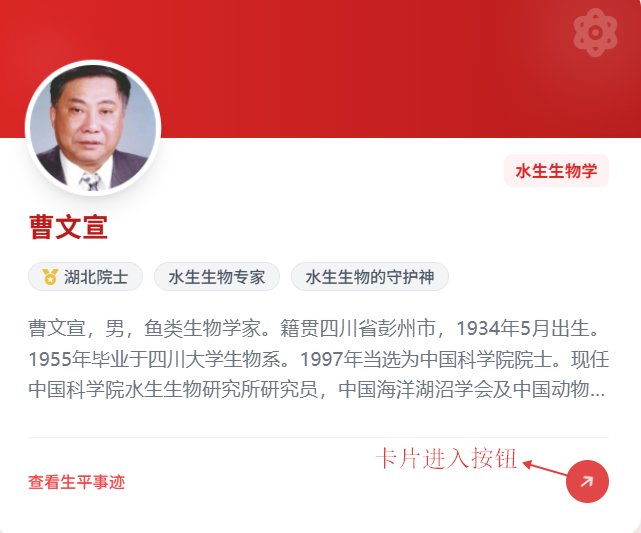 水生生物学
曹文宣
湖北院士 水生生物专家 水生生物的守护神
曹文宣，男，鱼类生物学家。籍贯四川省彭州市，1934年5月出生。
1955年毕业于四川大学生物系。1997年当选为中国科学院院士。现任
中国科学院水生生物研究所研究员，中国海洋湖沼学会及中国动物...
卡片进入按钮
查看生平事迹